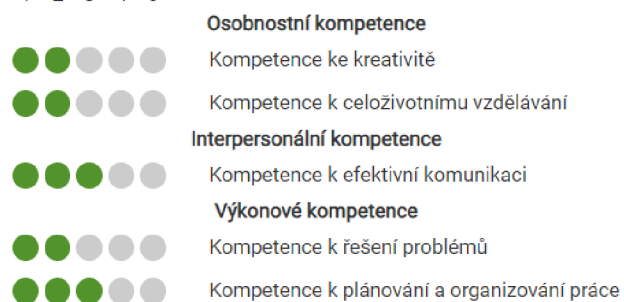 Osobnostní kompetence
Kompetence ke kreativitě
Kompetence k celoživotnímu vzdělávání
Interpersonální kompetence
Kompetence k efektivní komunikaci
Výkonové kompetence
Kompetence k řešení problémů
Kompetence k plánování a organizování práce